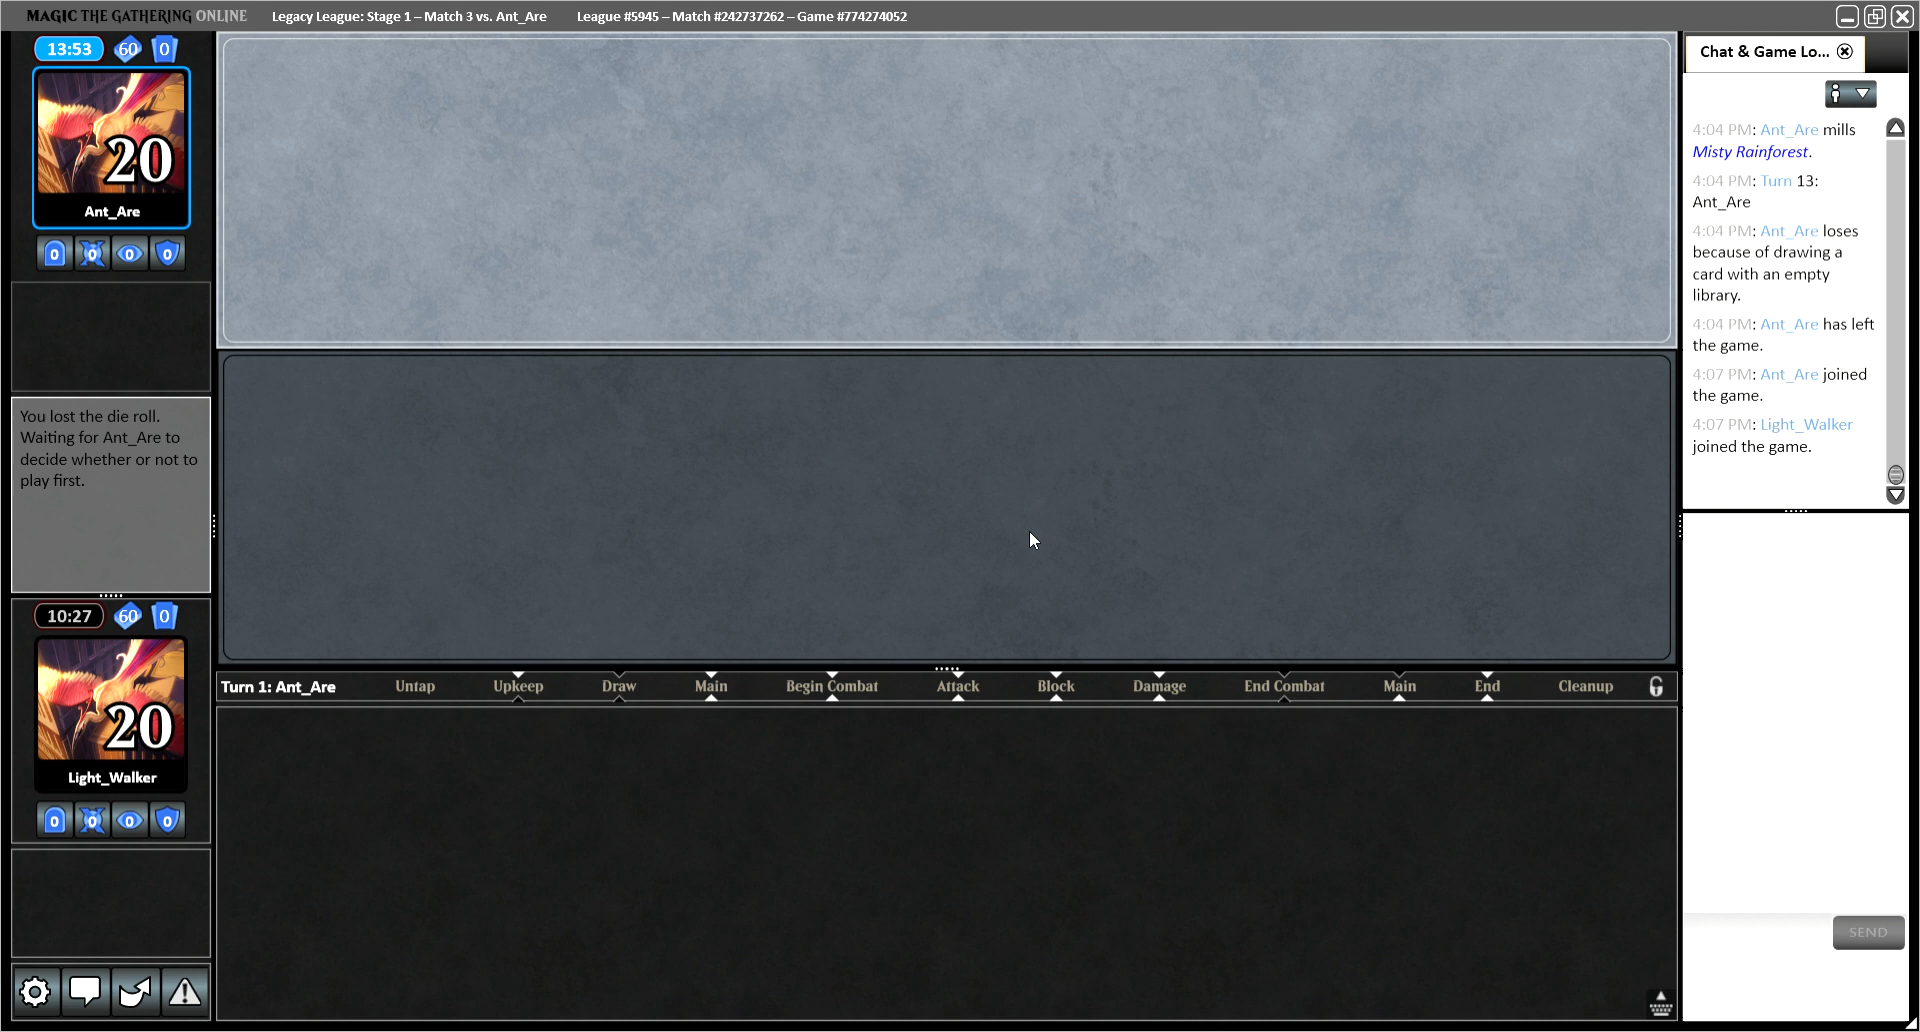 MAGIC THE GATHERING ONLINE
Legacy League: Stage 1 – Match 3 vs. Ant_Are
League #5945 – Match #242737262 – Game #774274052
13:53
60
0
20
Ant_Are
0
0
0
0
You lost the die roll.
Waiting for Ant_Are to
decide whether or not to
play first.
10:27
60
0
20
Light_Walker
0
0
0
0
Turn 1: Ant_Are
Untap
Upkeep
Draw
Main
Begin Combat
Attack
Block
Damage
End Combat
Main
End
Cleanup
Chat & Game Lo...
4:04 PM: Ant_Are mills
Misty Rainforest.
4:04 PM: Turn 13:
Ant_Are
4:04 PM: Ant_Are loses
because of drawing a
card with an empty
library.
4:04 PM: Ant_Are has left
the game.
4:07 PM: Ant_Are joined
the game.
4:07 PM: Light_Walker
joined the game.
SEND